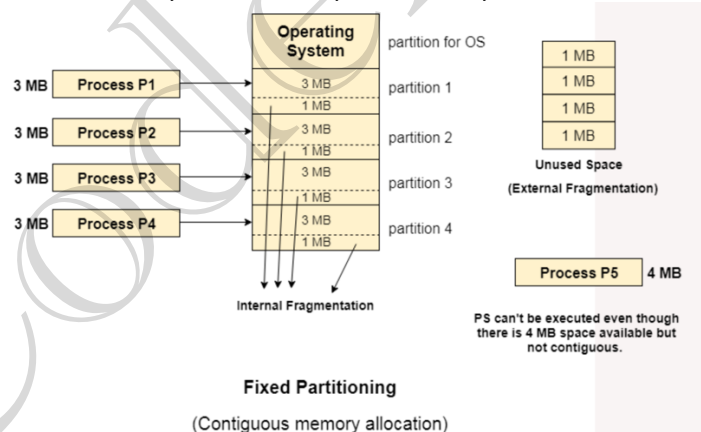 Operating
System
partition for OS
3 MB
Process P1
3 MB
1 MB
partition 1
3 MB
Process P2
3 MB
1 MB
partition 2
3 MB
Process P3
3 MB
1 MB
partition 3
3 MB
Process P4
3 MB
1 MB
partition 4
Internal Fragmentation
1 MB
1 MB
1 MB
1 MB
Unused Space
(External Fragmentation)
Process P5
4 MB
PS can't be executed even though
there is 4 MB space available but
not contiguous.
Fixed Partitioning
(Contiguous memory allocation)